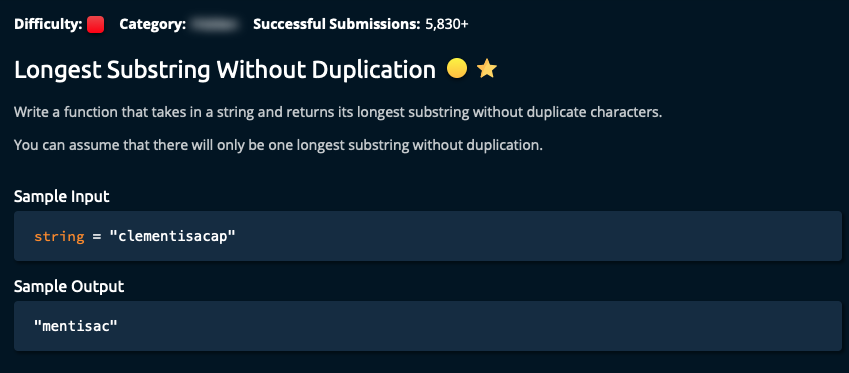 Difficulty: Category: Successful Submissions: 5,830+
Longest Substring Without Duplication
Write a function that takes in a string and returns its longest substring without duplicate characters.
You can assume that there will only be one longest substring without duplication.
Sample Input
string = "clementisacap"
Sample Output
"mentisac"